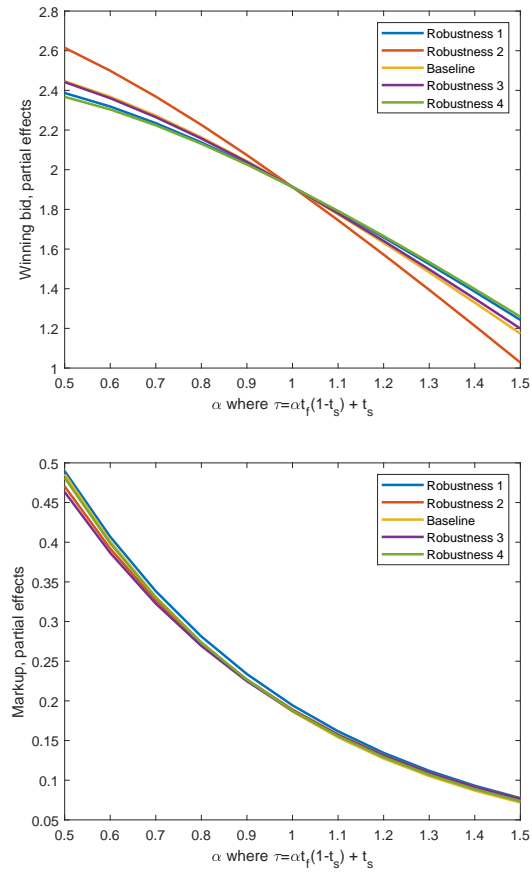 2.8
2.6
2.4
2.2
2
1.8
1.6
1.4
1.2
1
Winning bid, partial effects
Robustness 1
Robustness 2
Baseline
Robustness 3
Robustness 4
0.5 0.6 0.7 0.8 0.9 1 1.1 1.2 1.3 1.4 1.5
α where τ=αt_f(1-t_s) + t_s
0.5
0.45
0.4
0.35
0.3
0.25
0.2
0.15
0.1
0.05
Markup, partial effects
Robustness 1
Robustness 2
Baseline
Robustness 3
Robustness 4
0.5 0.6 0.7 0.8 0.9 1 1.1 1.2 1.3 1.4 1.5
α where τ=αt_f(1-t_s) + t_s